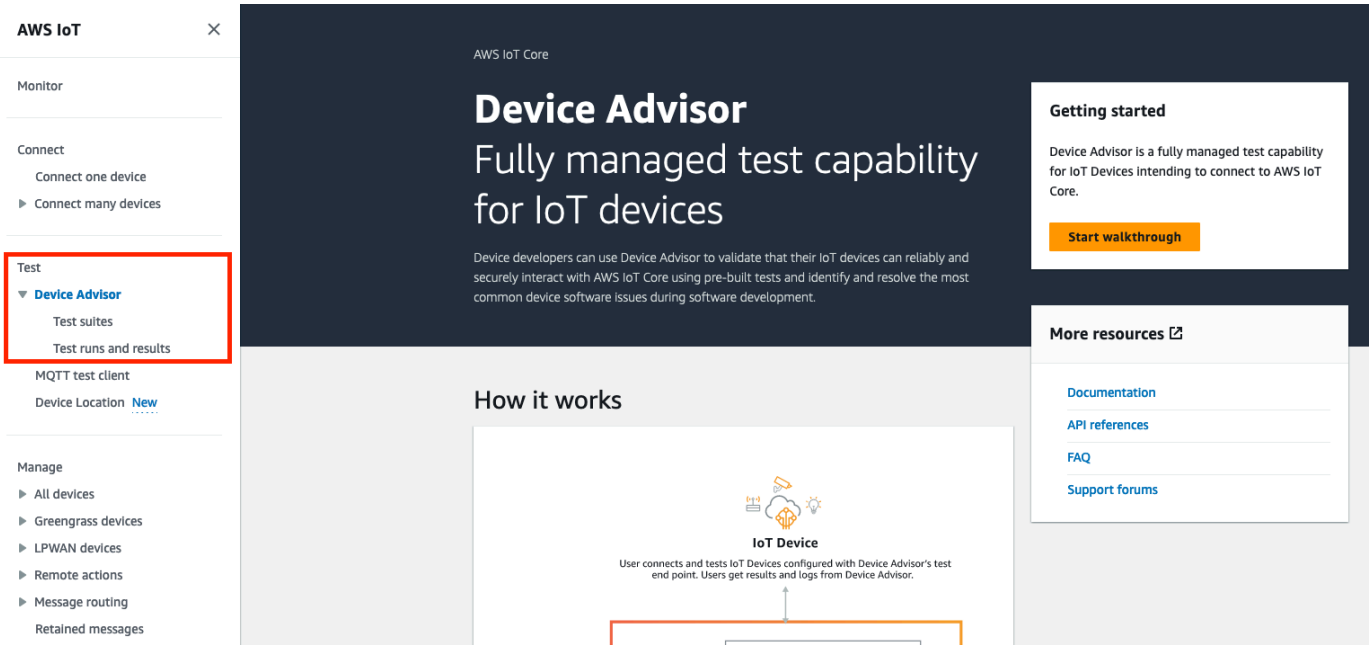 AWS IoT
Monitor
Connect
Connect one device
Connect many devices
Test
Device Advisor
Test suites
Test runs and results
MQTT test client
Device Location New
Manage
All devices
Greengrass devices
LPWAN devices
Remote actions
Message routing
Retained messages
AWS IoT Core
Device Advisor
Fully managed test capability
for IoT devices
Device developers can use Device Advisor to validate that their IoT devices can reliably and
securely interact with AWS IoT Core using pre-built tests and identify and resolve the most
common device software issues during software development.
Getting started
Device Advisor is a fully managed test capability
for IoT Devices intending to connect to AWS IoT
Core.
Start walkthrough
More resources
Documentation
API references
FAQ
Support forums
How it works
IoT Device
User connects and tests IoT Devices configured with Device Advisor's test
end point. Users get results and logs from Device Advisor.